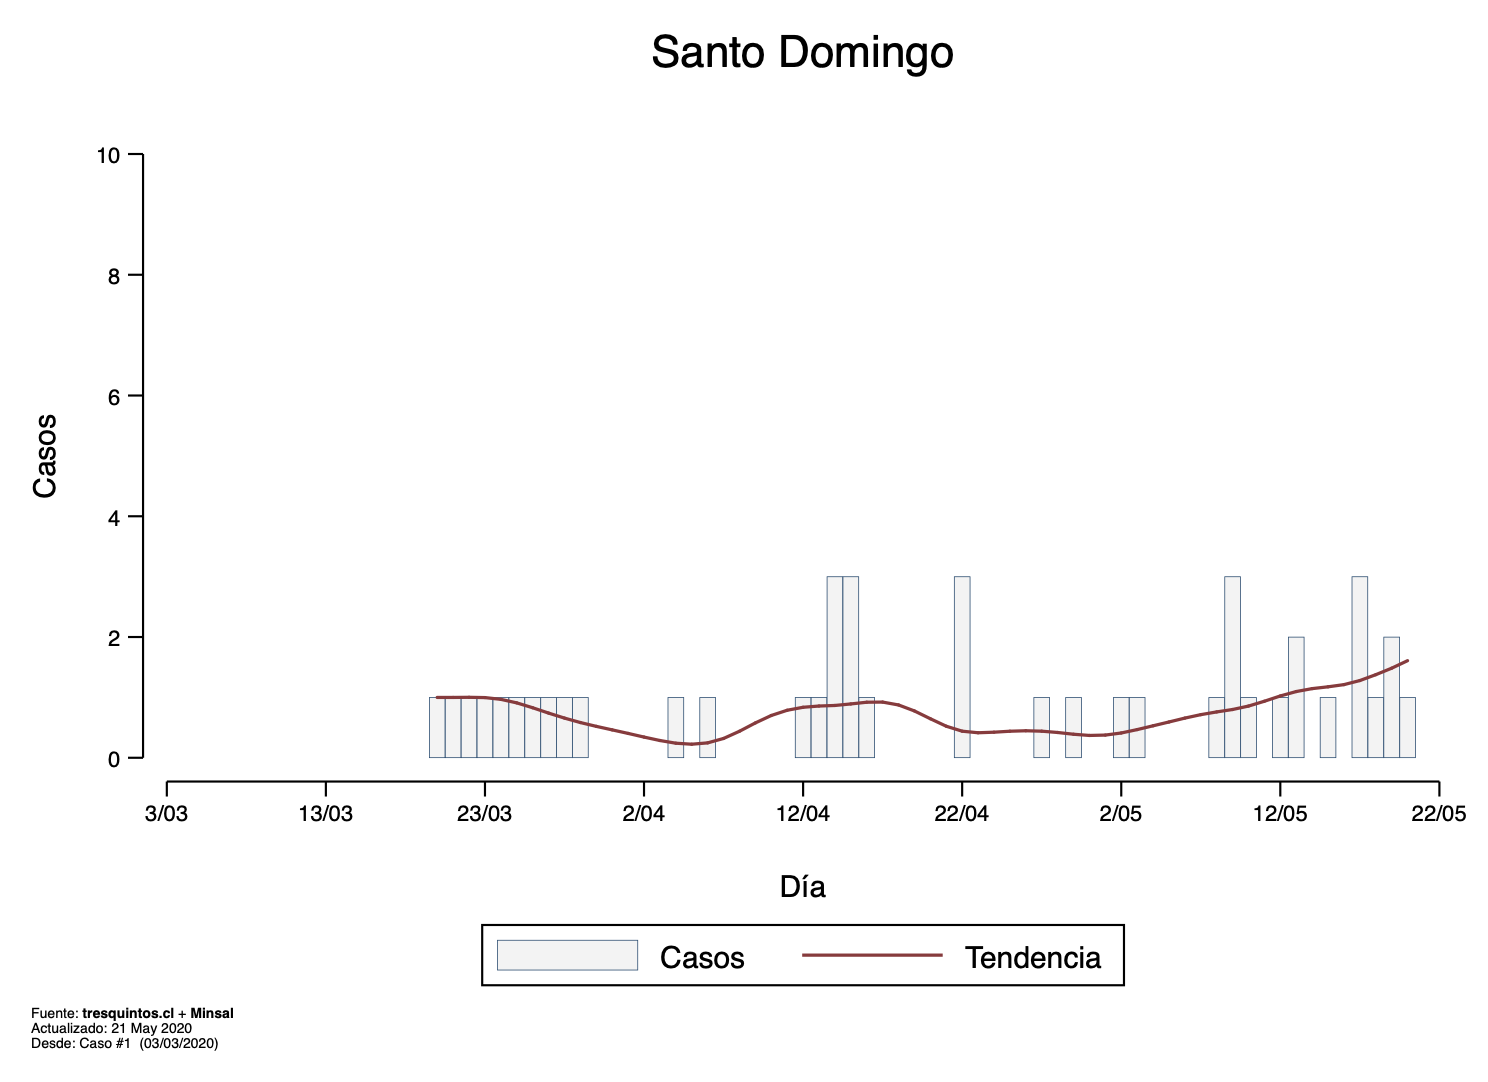 Santo Domingo
10
8
6
4
2
0
Casos
3/03 13/03 23/03 2/04 12/04 22/04 2/05 12/05 22/05
Día
Casos Tendencia
Fuente: tresquintos.cl + Minsal
Actualizado: 21 May 2020
Desde: Caso #1 (03/03/2020)